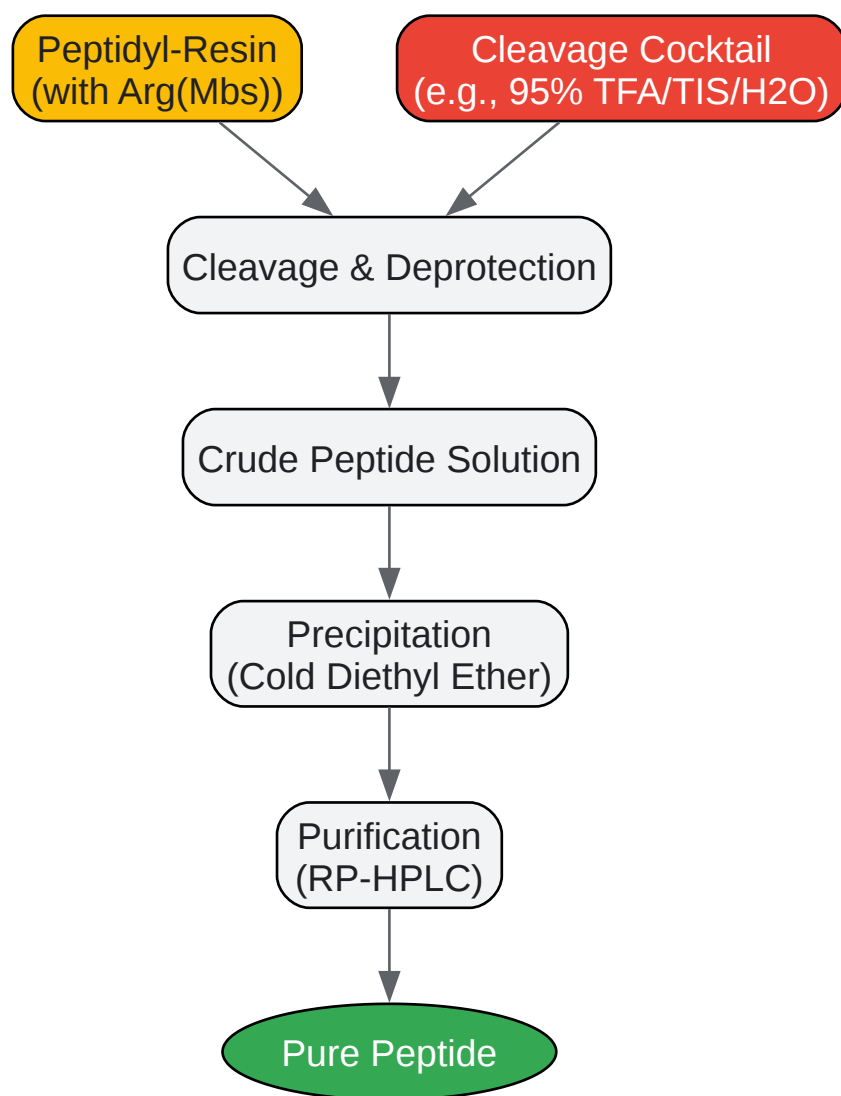 Peptidyl-Resin
(with Arg(Mbs))
Cleavage Cocktail
(e.g., 95% TFA/TIS/H2O)
Cleavage & Deprotection
Crude Peptide Solution
Precipitation
(Cold Diethyl Ether)
Purification
(RP-HPLC)
Pure Peptide